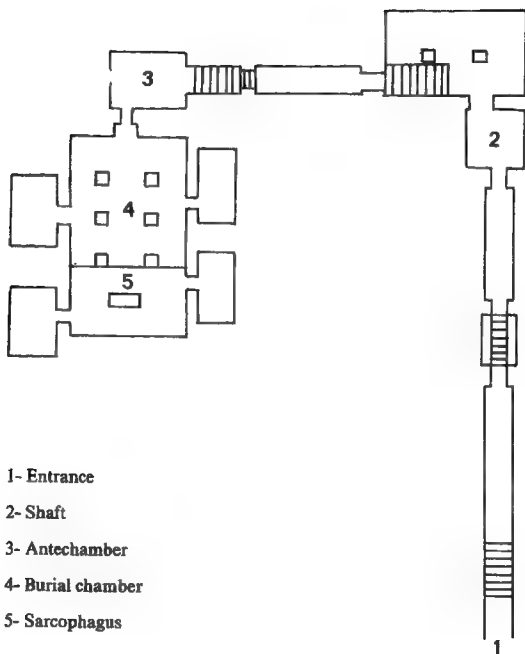 3
2
4
5
1- Entrance
2- Shaft
3- Antechamber
4- Burial chamber
5- Sarcophagus
1